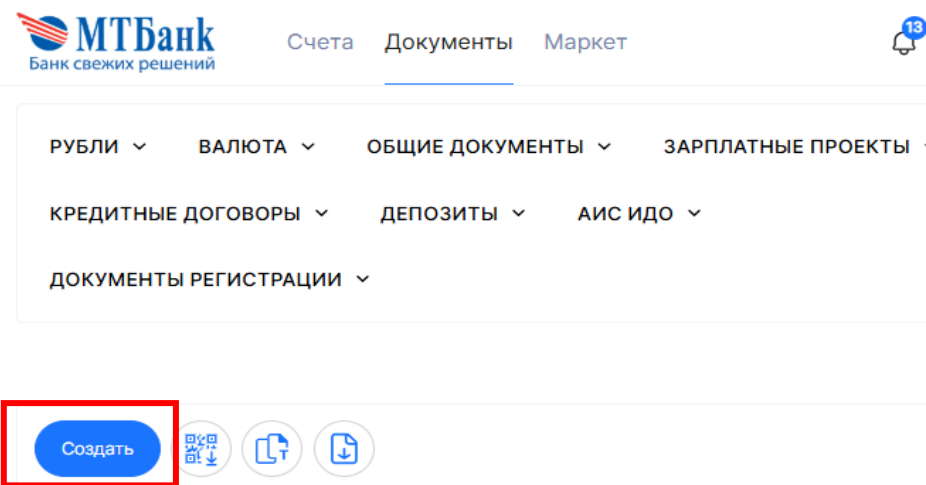 МТБанк
Банк свежих решений
Счета Документы Маркет
13
РУБЛИ ВАЛЮТА ОБЩИЕ ДОКУМЕНТЫ ЗАРПЛАТНЫЕ ПРОЕКТЫ
КРЕДИТНЫЕ ДОГОВОРЫ ДЕПОЗИТЫ АИС ИДО
ДОКУМЕНТЫ РЕГИСТРАЦИИ
Создать
T